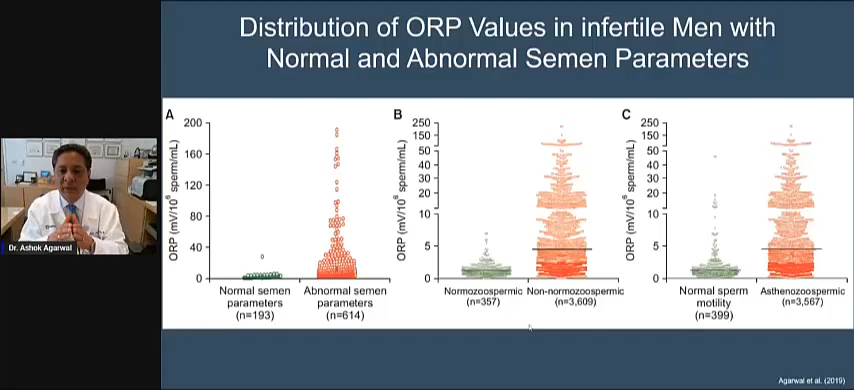 Distribution of ORP Values in infertile Men with
Normal and Abnormal Semen Parameters
A
ORP (mV/10⁶ sperm/mL)
200
160
120
80
40
0
Normal semen
parameters
(n=193)
Abnormal semen
parameters
(n=614)
B
ORP (mV/10⁶ sperm/mL)
250
150
50
40
30
20
10
5
0
Normozoospermic
(n=357)
Non-normozoospermic
(n=3,609)
C
ORP (mV/10⁶ sperm/mL)
250
150
50
40
30
20
10
5
0
Normal sperm
motility
(n=399)
Asthenozoospermic
(n=3,567)
Dr. Ashok Agarwal
Agarwal et al. (2019)